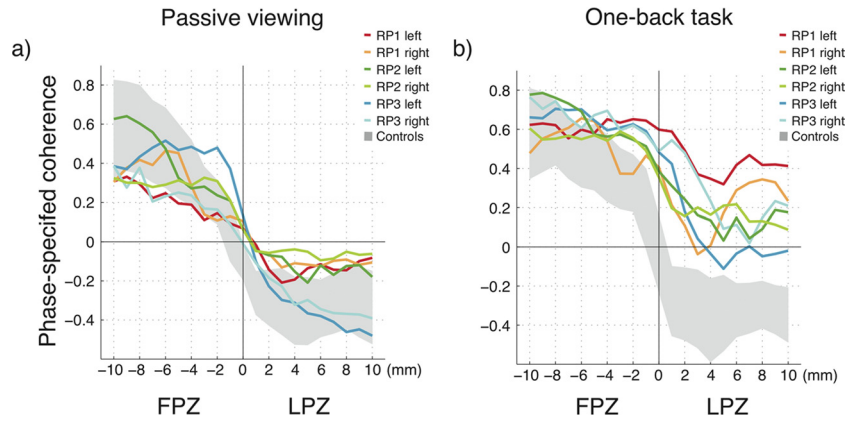 Passive viewing
One-back task
a)
RP1 left
RP1 right
RP2 left
RP2 right
RP3 left
RP3 right
Controls
Phase-specifed coherence
0.8
0.6
0.4
0.2
0
−0.2
−0.4
−10 −8 −6 −4 −2 0 2 4 6 8 10 (mm)
FPZ LPZ
b)
RP1 left
RP1 right
RP2 left
RP2 right
RP3 left
RP3 right
Controls
0.8
0.6
0.4
0.2
0
−0.2
−0.4
−10 −8 −6 −4 −2 0 2 4 6 8 10 (mm)
FPZ LPZ